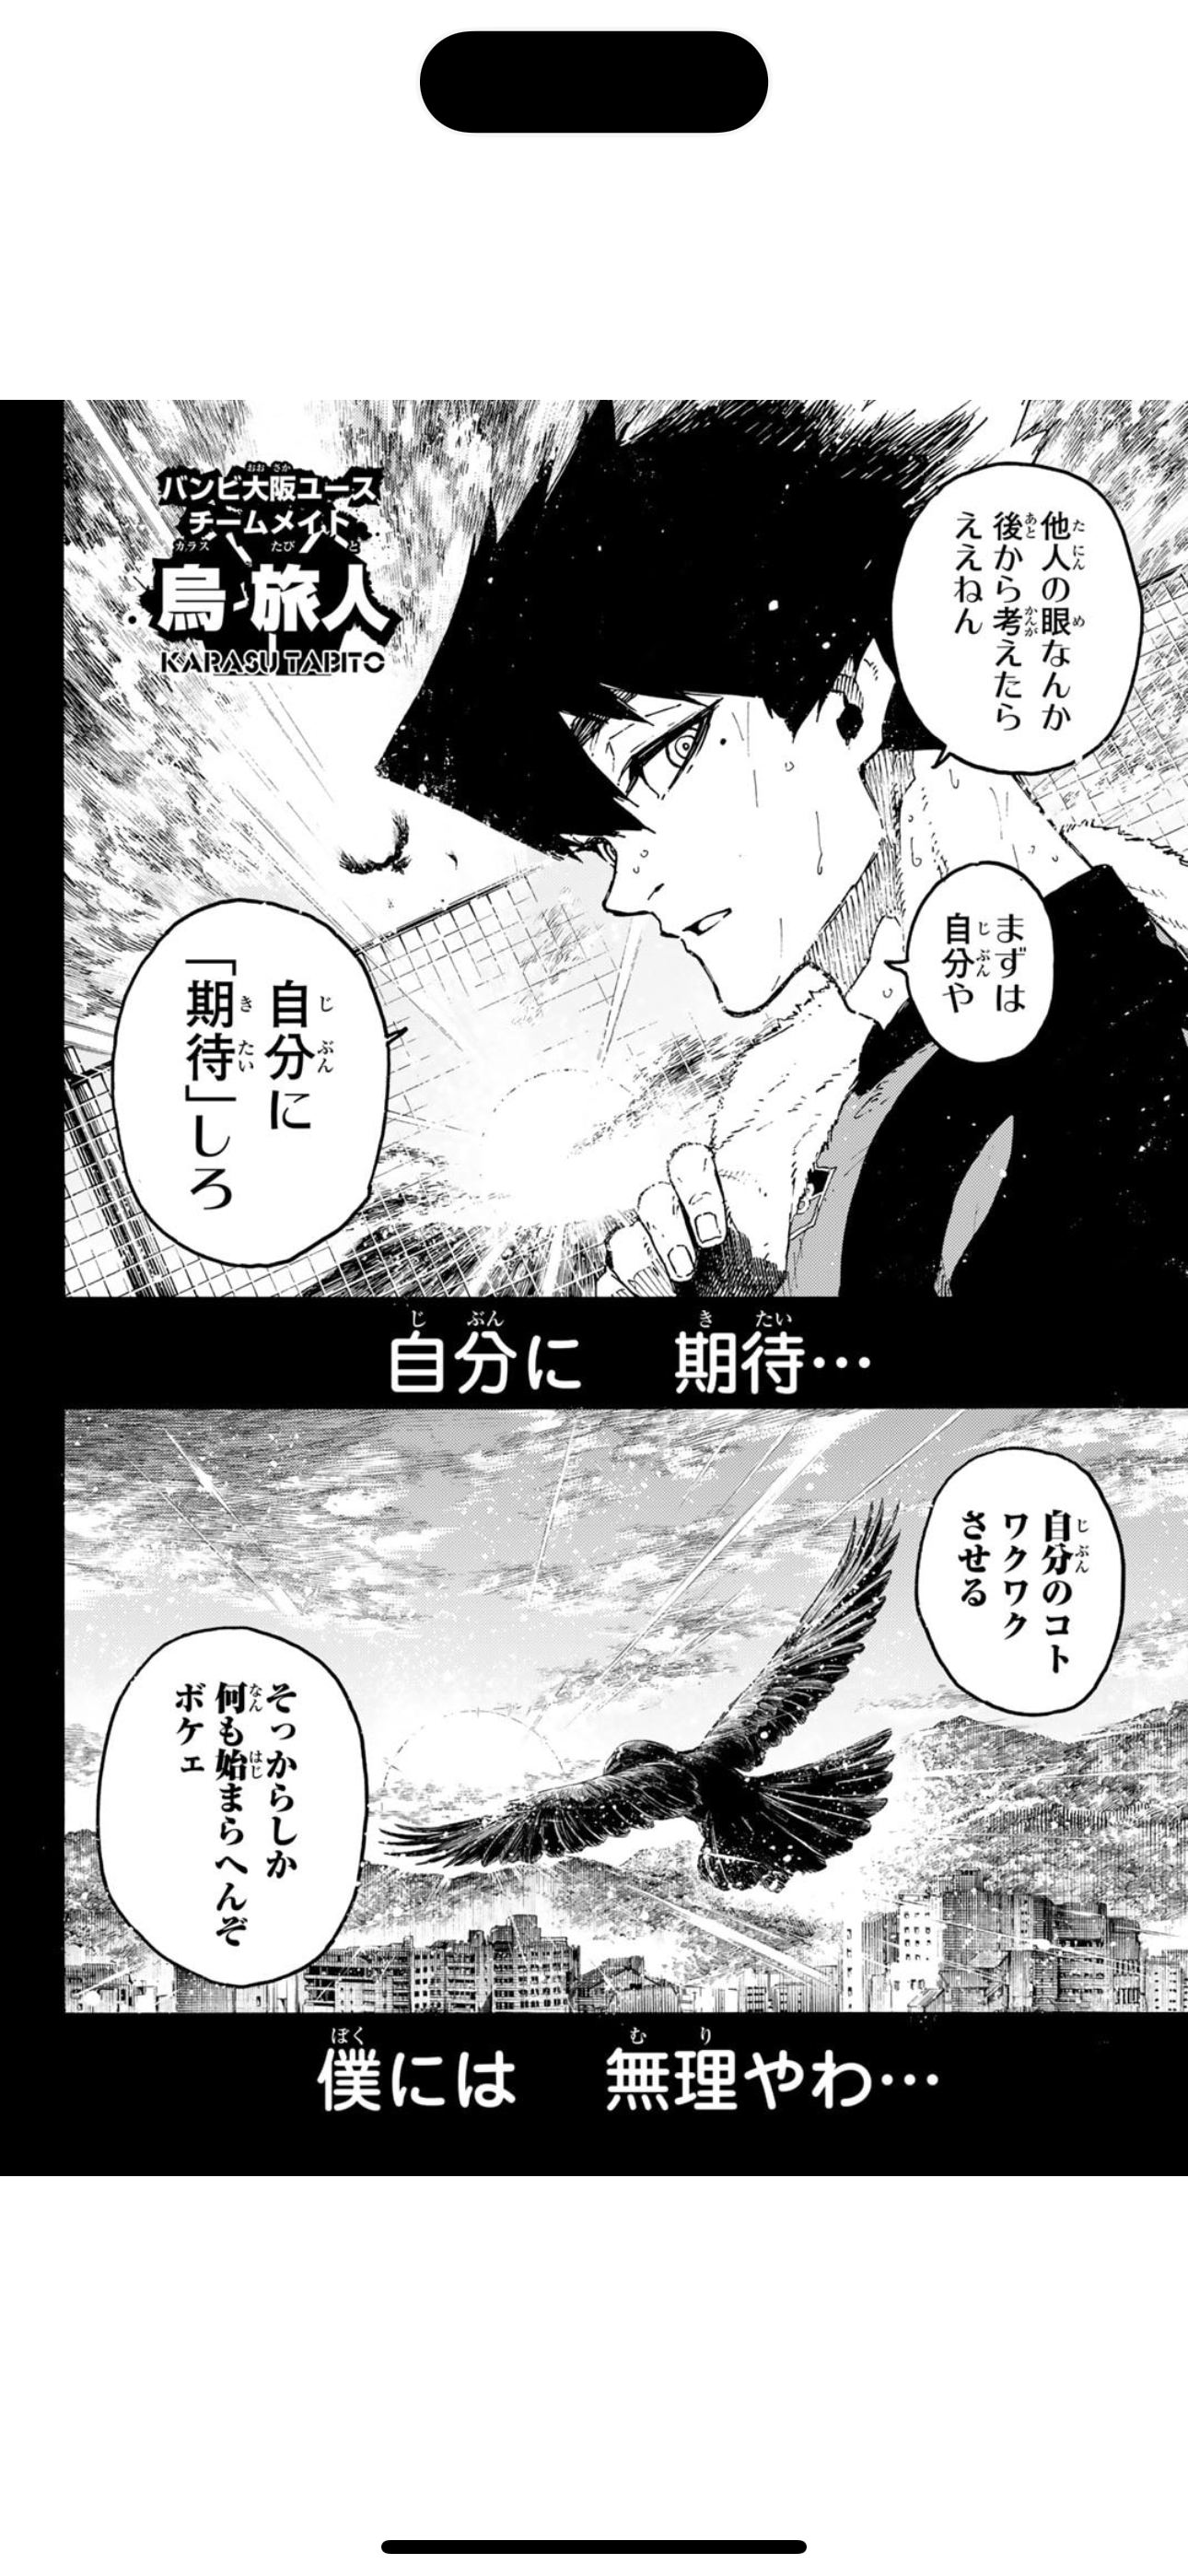 他人の眼なんか
後から考えたら
ええねん
まずは
自分や
バンビ大阪ユース
チームメイト
烏 旅人
KARASU TABITO
自分に
「期待」しろ
自分に 期待…
自分のコト
ワクワク
させる
そっからしか
何も始まらへんぞ
ボケェ
僕には 無理やわ…